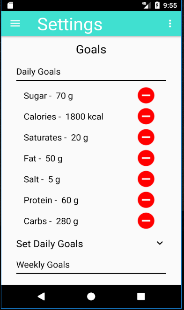 9:55
Settings
Goals
Daily Goals
Sugar - 70 g
Calories - 1800 kcal
Saturates - 20 g
Fat - 50 g
Salt - 5 g
Protein - 60 g
Carbs - 280 g
Set Daily Goals
Weekly Goals